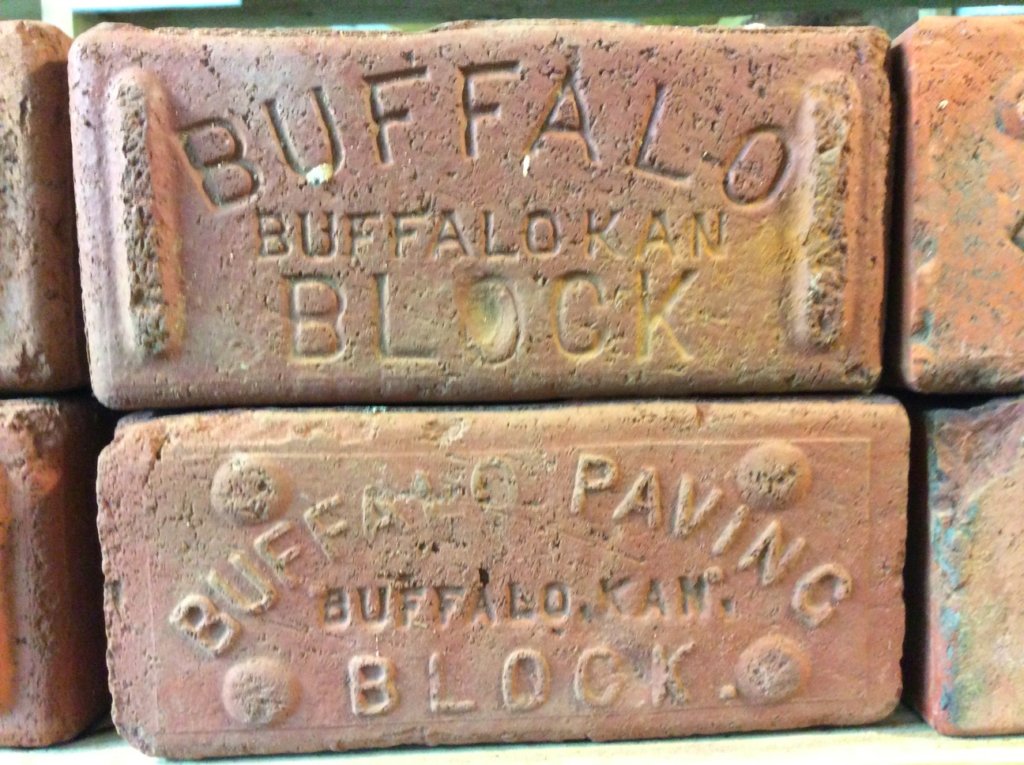 BUFFALO
BUFFALO KAN
BLOCK
BUFFALO PAVING
BUFFALO. KAN.
BLOCK.